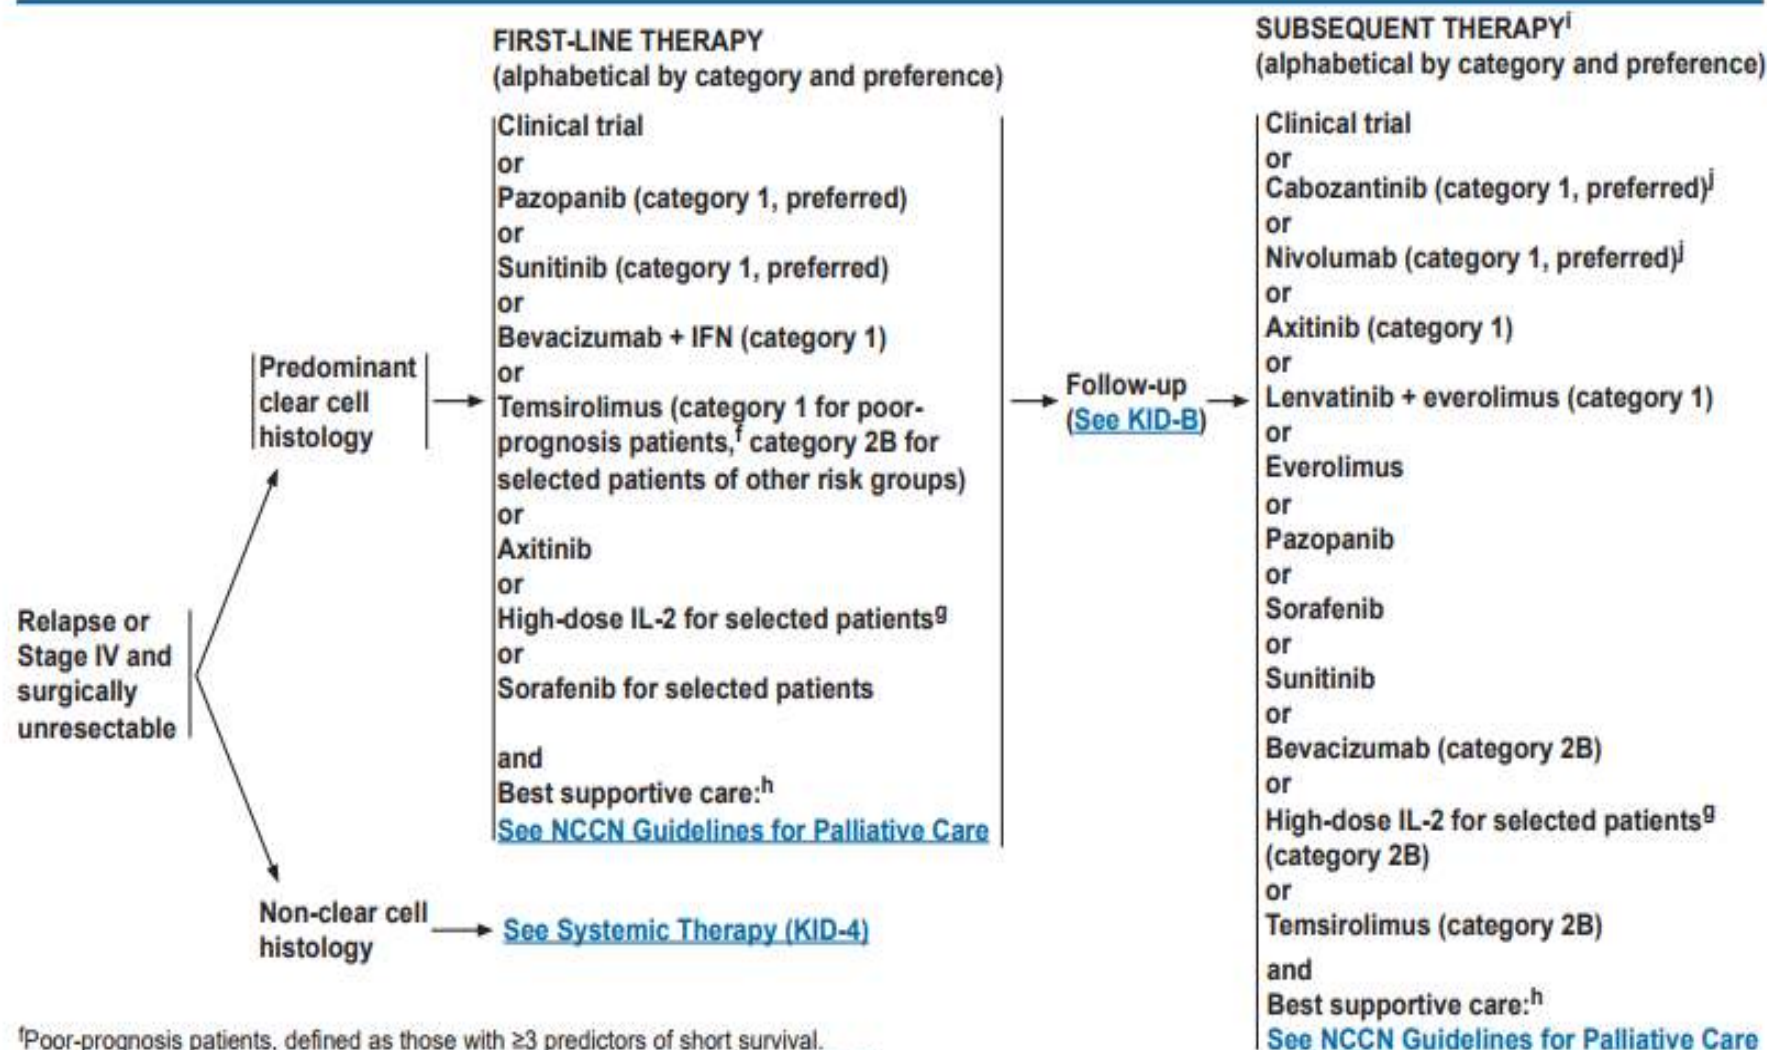 FIRST-LINE THERAPY
(alphabetical by category and preference)
Clinical trial
or
Pazopanib (category 1, preferred)
or
Sunitinib (category 1, preferred)
or
Bevacizumab + IFN (category 1)
or
Temsirolimus (category 1 for poor-
prognosis patients,f category 2B for
selected patients of other risk groups)
or
Axitinib
or
High-dose IL-2 for selected patientsg
or
Sorafenib for selected patients
and
Best supportive care:h
See NCCN Guidelines for Palliative Care
Predominant
clear cell
histology
Relapse or
Stage IV and
surgically
unresectable
Non-clear cell
histology
See Systemic Therapy (KID-4)
Follow-up
(See KID-B)
SUBSEQUENT THERAPYi
(alphabetical by category and preference)
Clinical trial
or
Cabozantinib (category 1, preferred)j
or
Nivolumab (category 1, preferred)j
or
Axitinib (category 1)
or
Lenvatinib + everolimus (category 1)
or
Everolimus
or
Pazopanib
or
Sorafenib
or
Sunitinib
or
Bevacizumab (category 2B)
or
High-dose IL-2 for selected patientsg
(category 2B)
or
Temsirolimus (category 2B)
and
Best supportive care:h
See NCCN Guidelines for Palliative Care
fPoor-prognosis patients, defined as those with ≥3 predictors of short survival.